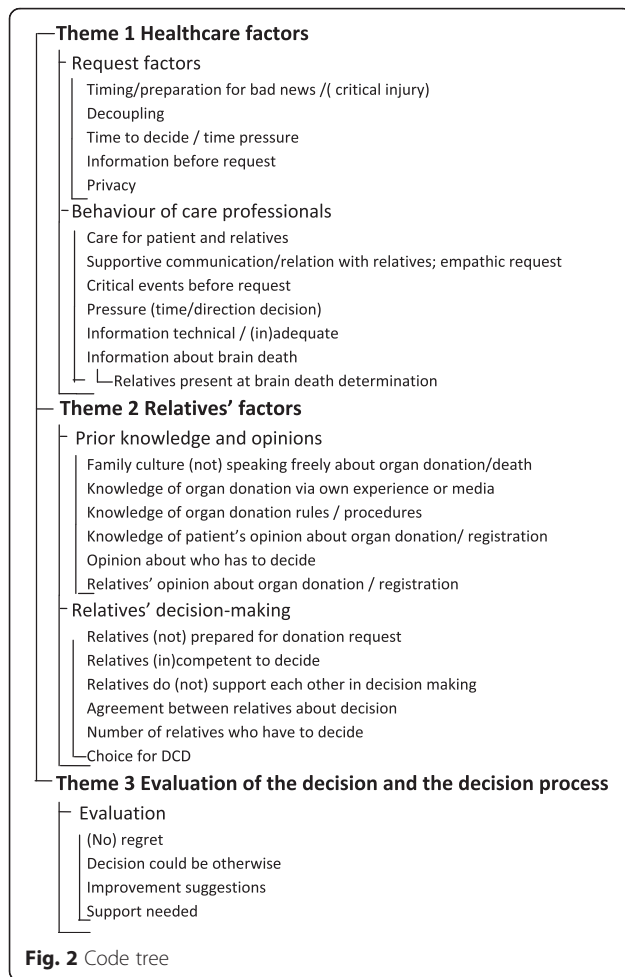 Theme 1 Healthcare factors
Request factors
Timing/preparation for bad news /( critical injury)
Decoupling
Time to decide / time pressure
Information before request
Privacy
Behaviour of care professionals
Care for patient and relatives
Supportive communication/relation with relatives; empathic request
Critical events before request
Pressure (time/direction decision)
Information technical / (in)adequate
Information about brain death
Relatives present at brain death determination
Theme 2 Relatives' factors
Prior knowledge and opinions
Family culture (not) speaking freely about organ donation/death
Knowledge of organ donation via own experience or media
Knowledge of organ donation rules / procedures
Knowledge of patient's opinion about organ donation/ registration
Opinion about who has to decide
Relatives' opinion about organ donation / registration
Relatives' decision-making
Relatives (not) prepared for donation request
Relatives (in)competent to decide
Relatives do (not) support each other in decision making
Agreement between relatives about decision
Number of relatives who have to decide
Choice for DCD
Theme 3 Evaluation of the decision and the decision process
Evaluation
(No) regret
Decision could be otherwise
Improvement suggestions
Support needed
Fig. 2 Code tree